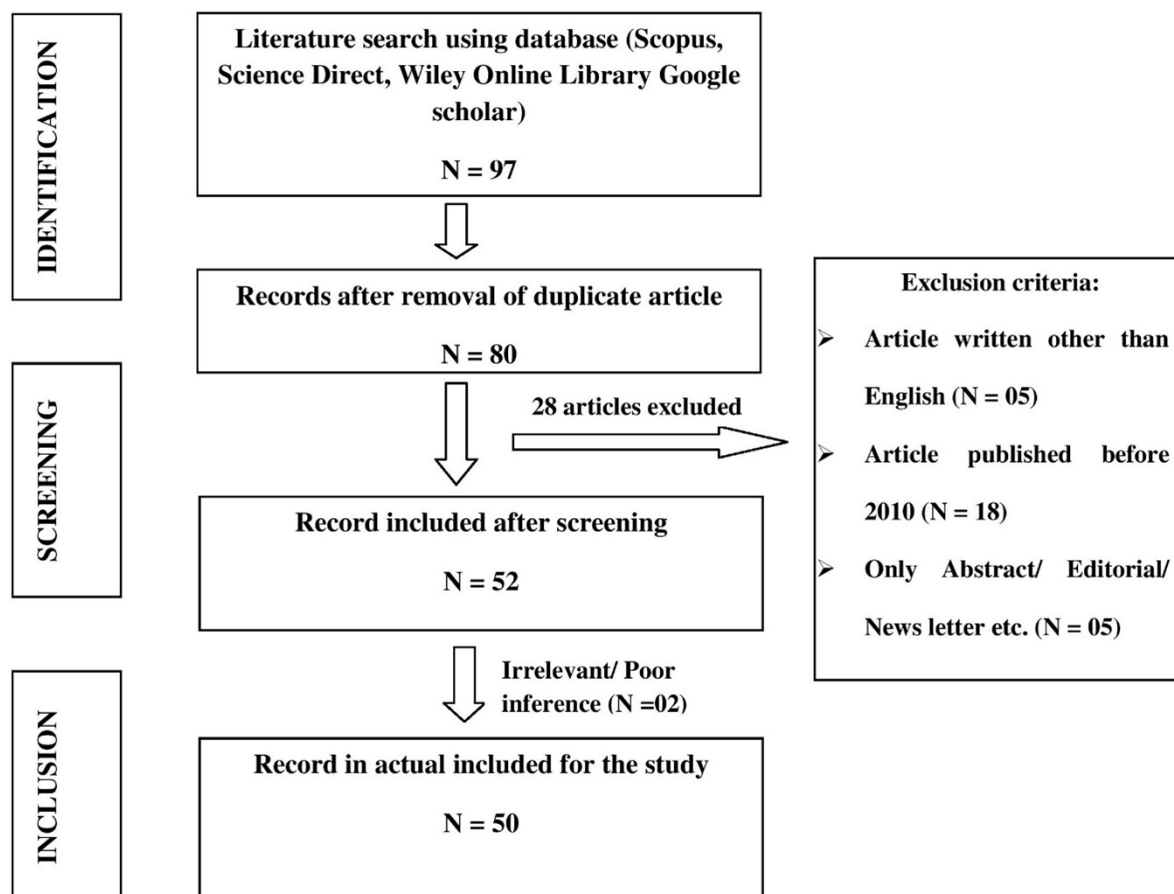 IDENTIFICATION
Literature search using database (Scopus,
Science Direct, Wiley Online Library Google
scholar)
N = 97
Records after removal of duplicate article
N = 80
SCREENING
28 articles excluded
Exclusion criteria:
➢ Article written other than
English (N = 05)
➢ Article published before
2010 (N = 18)
➢ Only Abstract/ Editorial/
News letter etc. (N = 05)
Record included after screening
N = 52
Irrelevant/ Poor
inference (N =02)
INCLUSION
Record in actual included for the study
N = 50